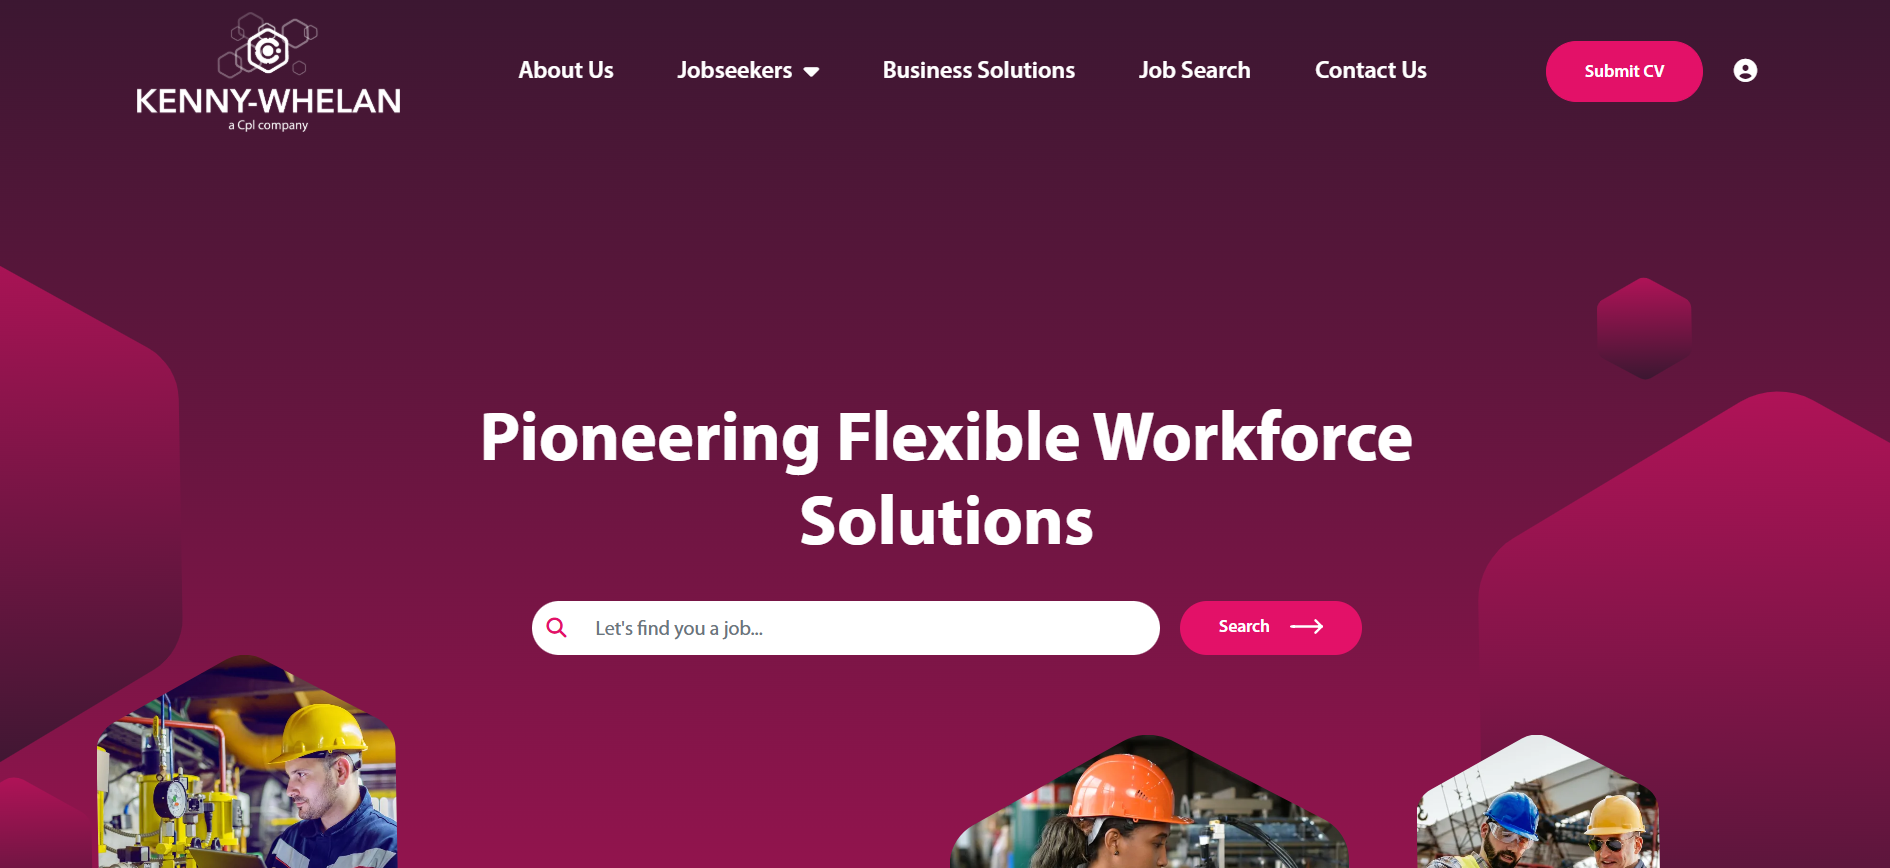 KENNY-WHELAN
a Cpl company
About Us
Jobseekers
Business Solutions
Job Search
Contact Us
Submit CV
Pioneering Flexible Workforce
Solutions
Let's find you a job...
Search